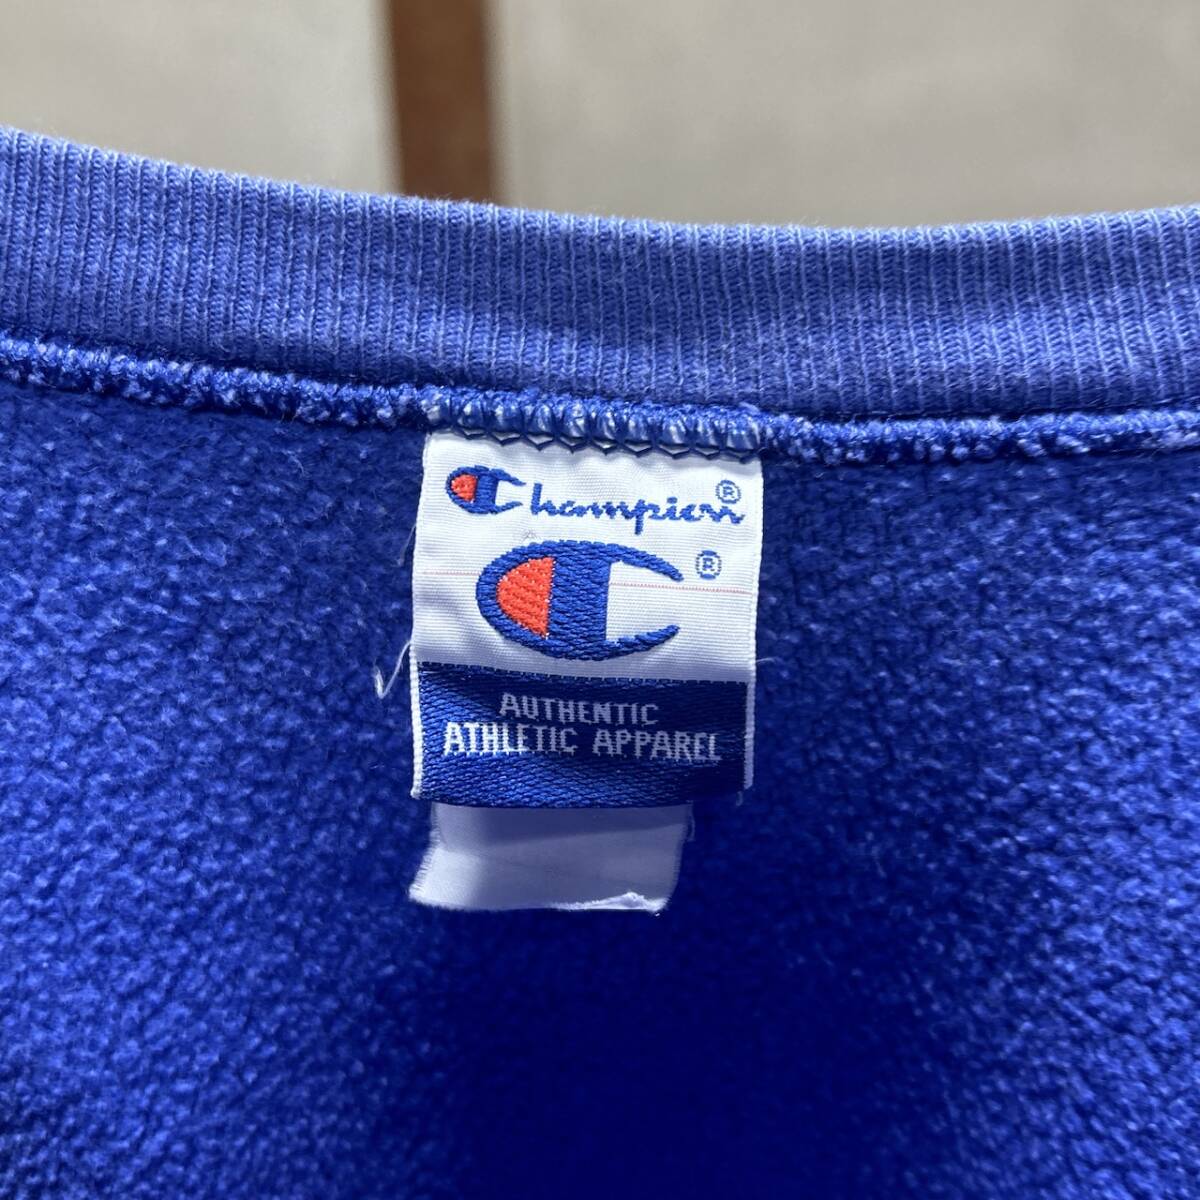 Champion®
®
AUTHENTIC
ATHLETIC APPAREL